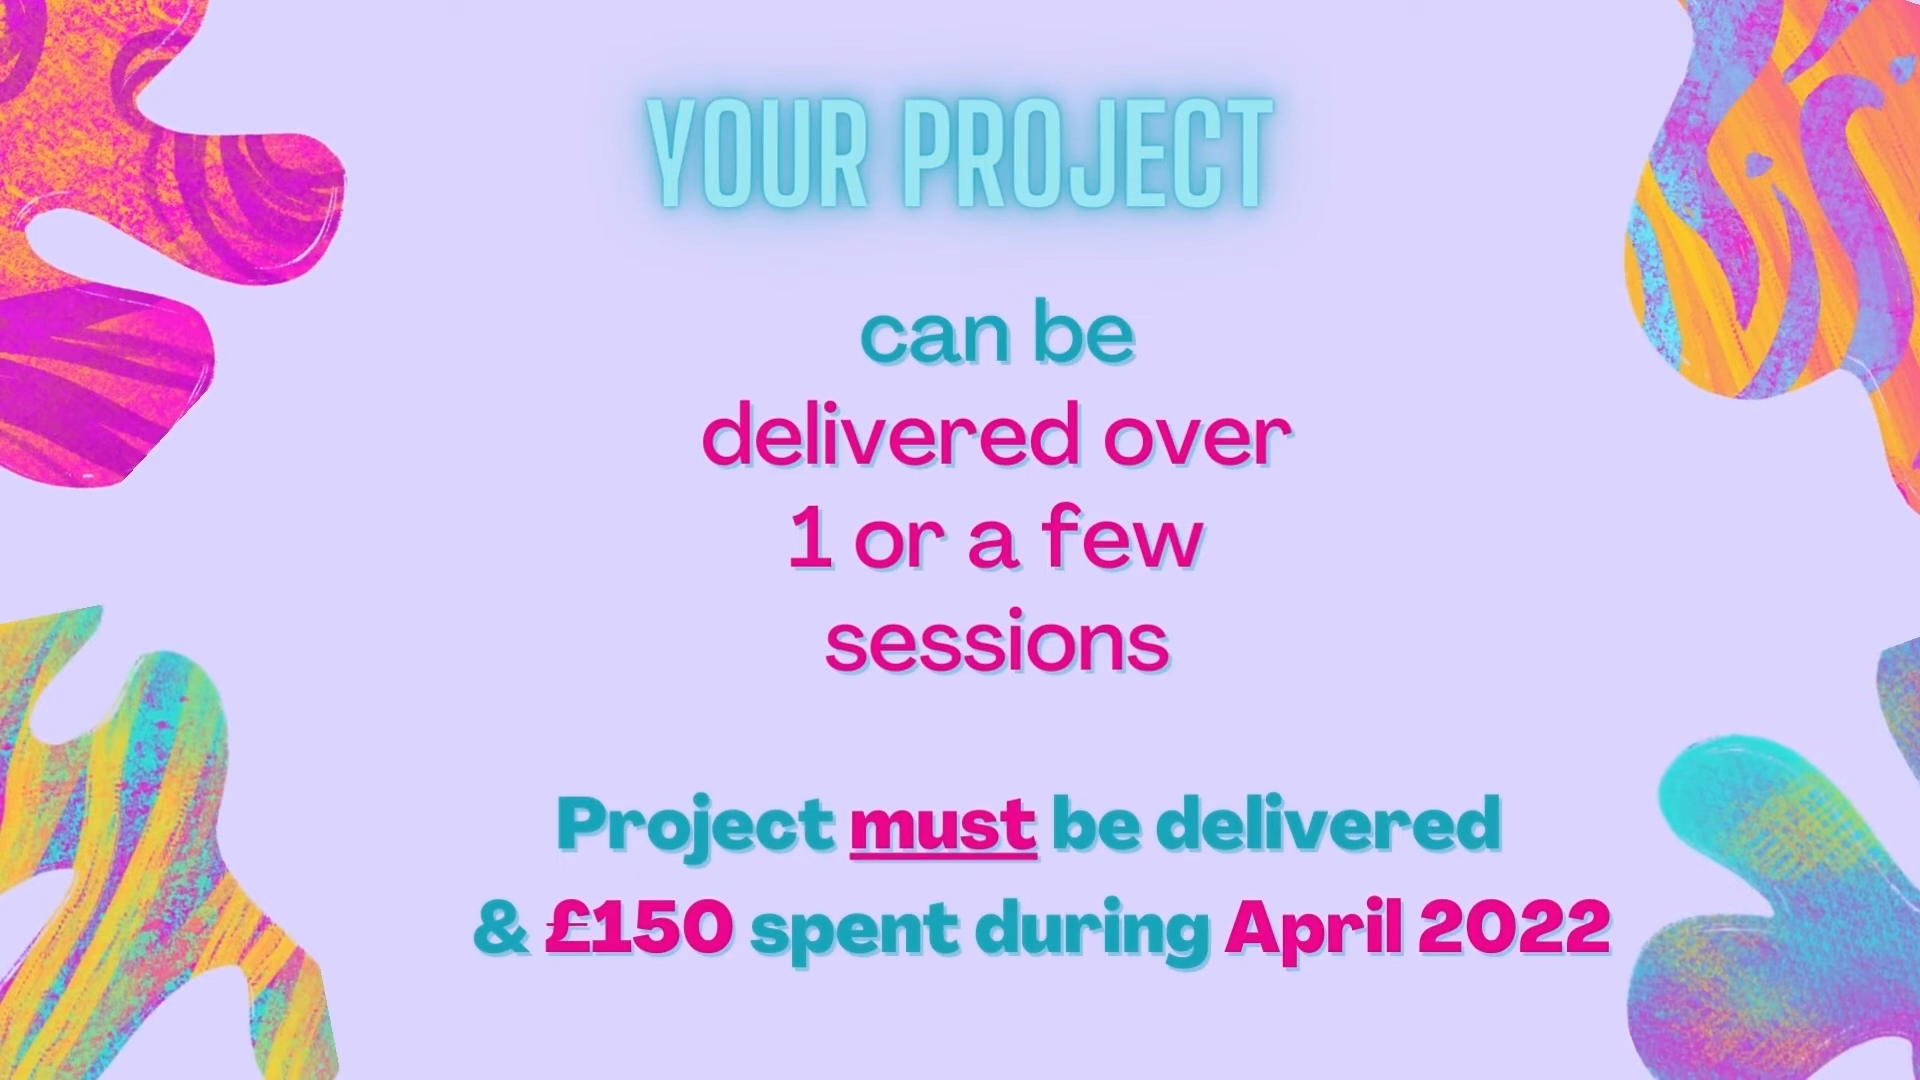 YOUR PROJECT
can be
delivered over
1 or a few
sessions
Project must be delivered
& £150 spent during April 2022